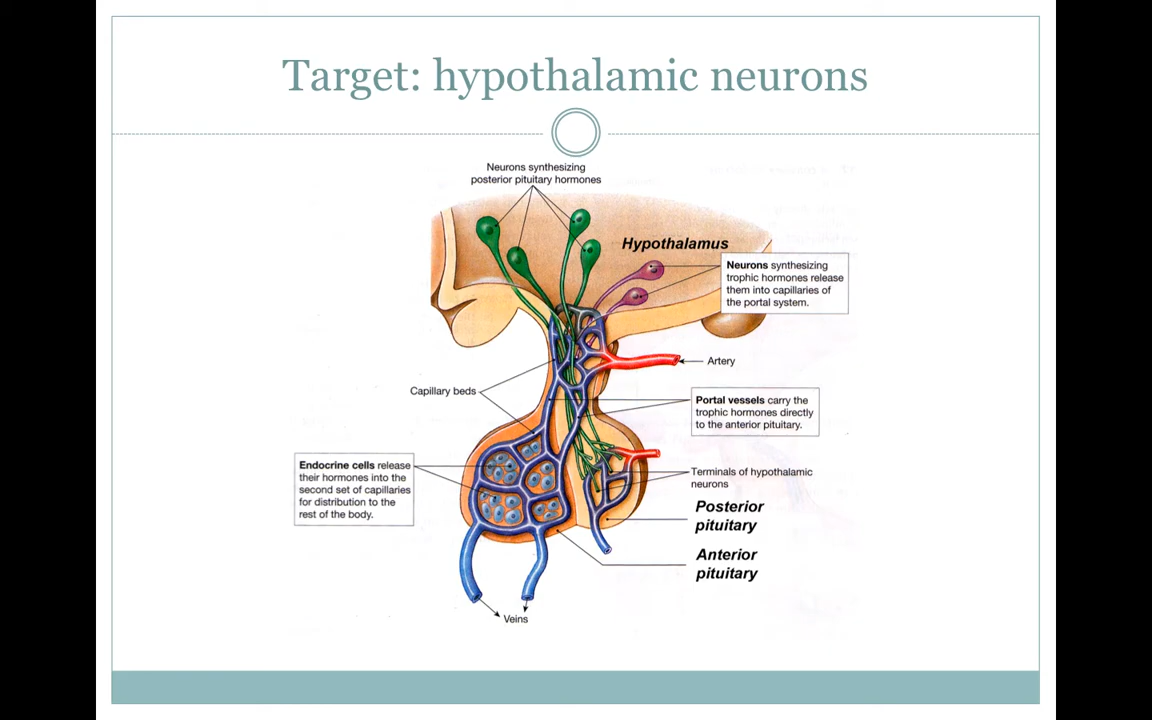 Target: hypothalamic neurons
Neurons synthesizing
posterior pituitary hormones
Hypothalamus
Neurons synthesizing
trophic hormones release
them into capillaries of
the portal system.
Artery
Capillary beds
Portal vessels carry the
trophic hormones directly
to the anterior pituitary.
Endocrine cells release
their hormones into the
second set of capillaries
for distribution to the
rest of the body.
Terminals of hypothalamic
neurons
Posterior
pituitary
Anterior
pituitary
Veins